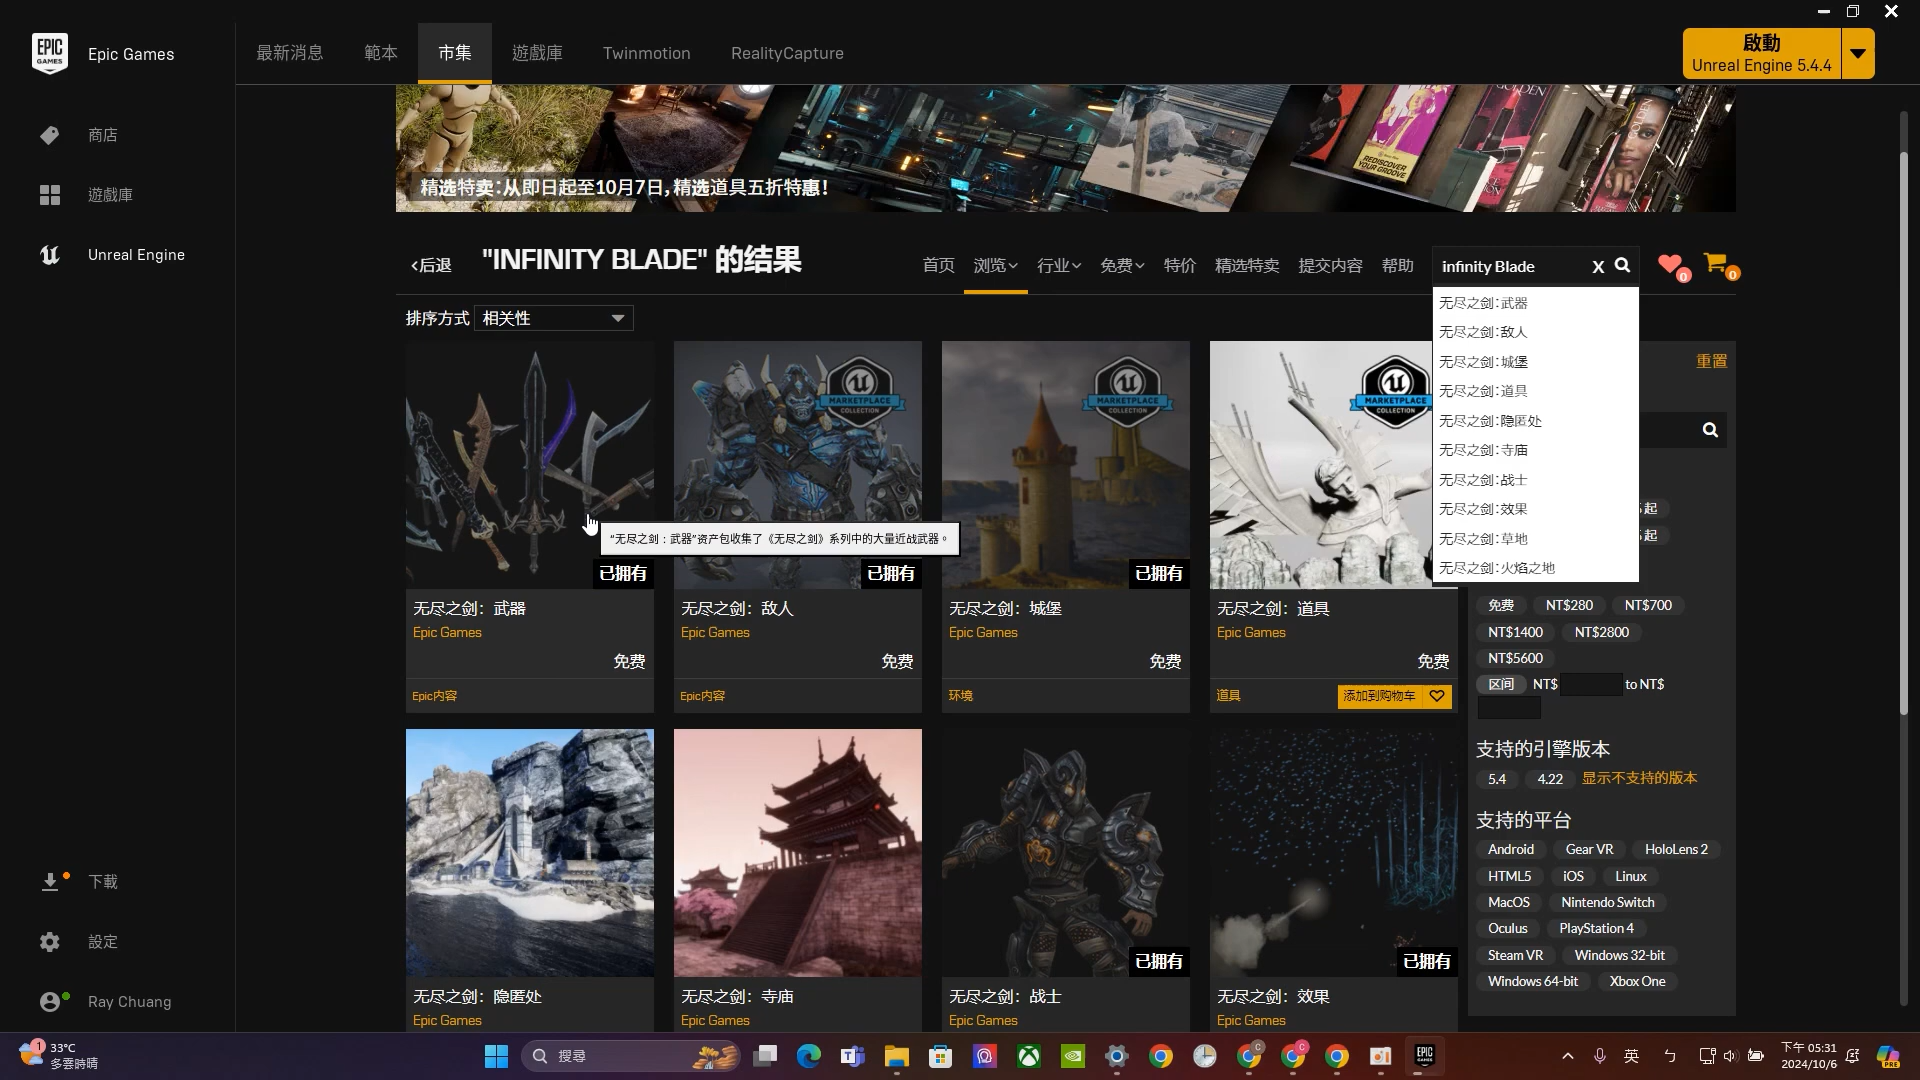 EPIC GAMES
Epic Games
最新消息
範本
市集
遊戲庫
Twinmotion
RealityCapture
啟動
Unreal Engine 5.4.4
商店
遊戲庫
Unreal Engine
下載
設定
Ray Chuang
REDISCOVER YOUR GROOVE
GOLDEN
精选特卖：从即日起至10月7日，精选道具五折特惠！
‹后退
"INFINITY BLADE" 的结果
首页
浏览
行业
免费
特价
精选特卖
提交内容
帮助
infinity Blade
X
0
0
无尽之剑：武器
无尽之剑：敌人
无尽之剑：城堡
无尽之剑：道具
无尽之剑：隐匿处
无尽之剑：寺庙
无尽之剑：战士
无尽之剑：效果
无尽之剑：草地
无尽之剑：火焰之地
排序方式
相关性
重置
MARKETPLACE COLLECTION
MARKETPLACE COLLECTION
MARKETPLACE COLLECTION
“无尽之剑：武器”资产包收集了《无尽之剑》系列中的大量近战武器。
已拥有
已拥有
已拥有
无尽之剑：武器
Epic Games
免费
Epic内容
无尽之剑：敌人
Epic Games
免费
Epic内容
无尽之剑：城堡
Epic Games
免费
环境
无尽之剑：道具
Epic Games
免费
道具
添加到购物车
起
起
免费
NT$280
NT$700
NT$1400
NT$2800
NT$5600
区间
NT$
to NT$
支持的引擎版本
5.4
4.22
显示不支持的版本
支持的平台
Android
Gear VR
HoloLens 2
HTML5
iOS
Linux
MacOS
Nintendo Switch
Oculus
PlayStation 4
Steam VR
Windows 32-bit
Windows 64-bit
Xbox One
已拥有
已拥有
无尽之剑：隐匿处
Epic Games
无尽之剑：寺庙
Epic Games
无尽之剑：战士
Epic Games
无尽之剑：效果
Epic Games
1
33°C
多雲時晴
搜尋
英
ㄅ
下午 05:31
2024/10/6
PRE